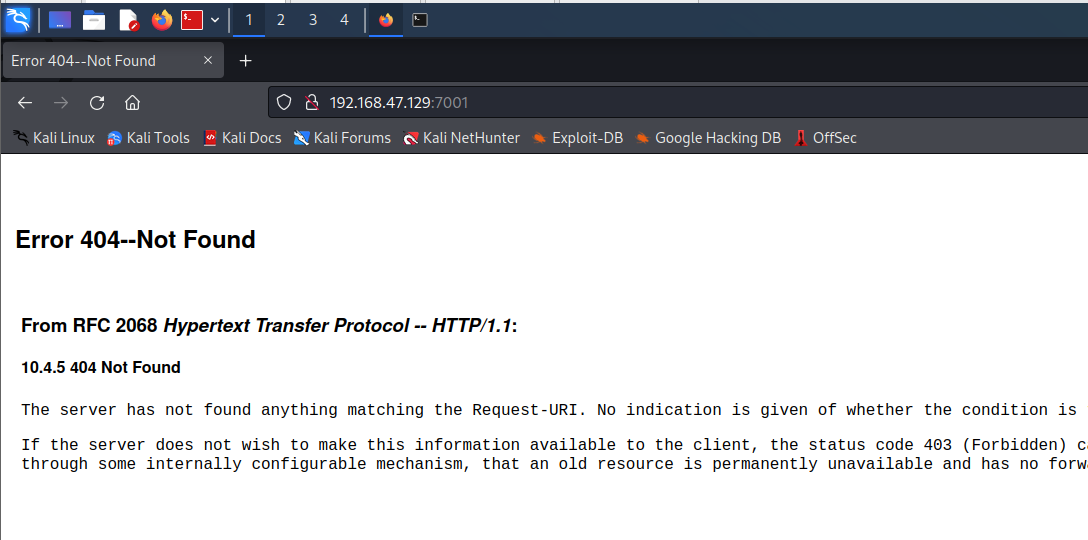 1 2 3 4
Error 404--Not Found
192.168.47.129:7001
Kali Linux Kali Tools Kali Docs Kali Forums Kali NetHunter Exploit-DB Google Hacking DB OffSec
Error 404--Not Found
From RFC 2068 Hypertext Transfer Protocol -- HTTP/1.1:
10.4.5 404 Not Found
The server has not found anything matching the Request-URI. No indication is given of whether the condition is
If the server does not wish to make this information available to the client, the status code 403 (Forbidden)
through some internally configurable mechanism, that an old resource is permanently unavailable and has no